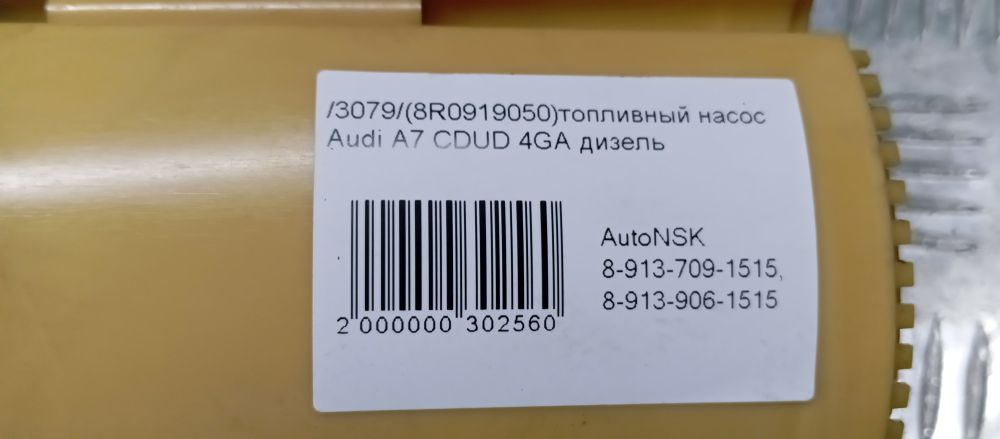 /3079/(8R0919050)топливный насос
Audi A7 CDUD 4GA дизель
AutoNSK
8-913-709-1515,
8-913-906-1515
2 000000 302560